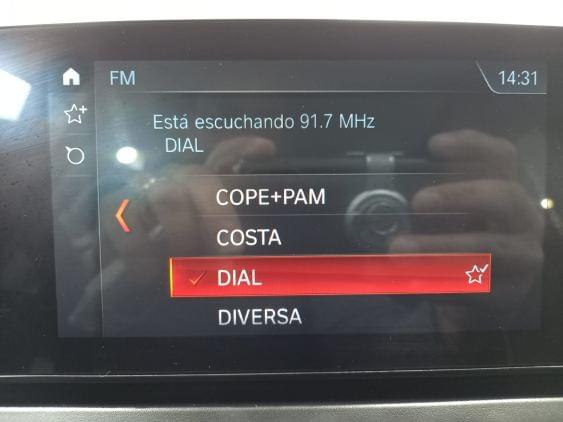 FM
14:31
Está escuchando 91.7 MHz
DIAL
COPE+PAM
COSTA
DIAL
DIVERSA